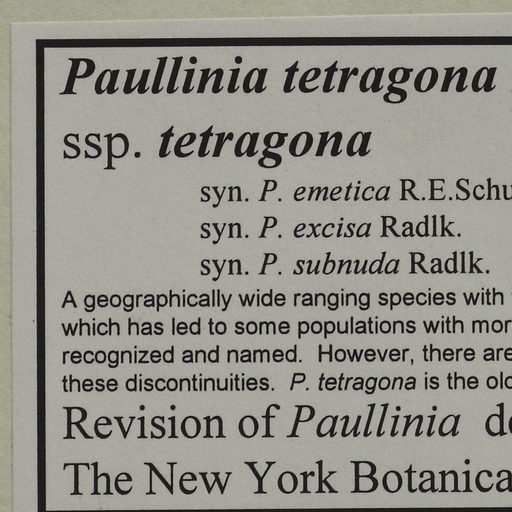 Paullinia tetragona
ssp. tetragona
syn. P. emetica R.E.Schu
syn. P. excisa Radlk.
syn. P. subnuda Radlk.
A geographically wide ranging species with
which has led to some populations with mor
recognized and named. However, there are
these discontinuities. P. tetragona is the old
Revision of Paullinia de
The New York Botanica